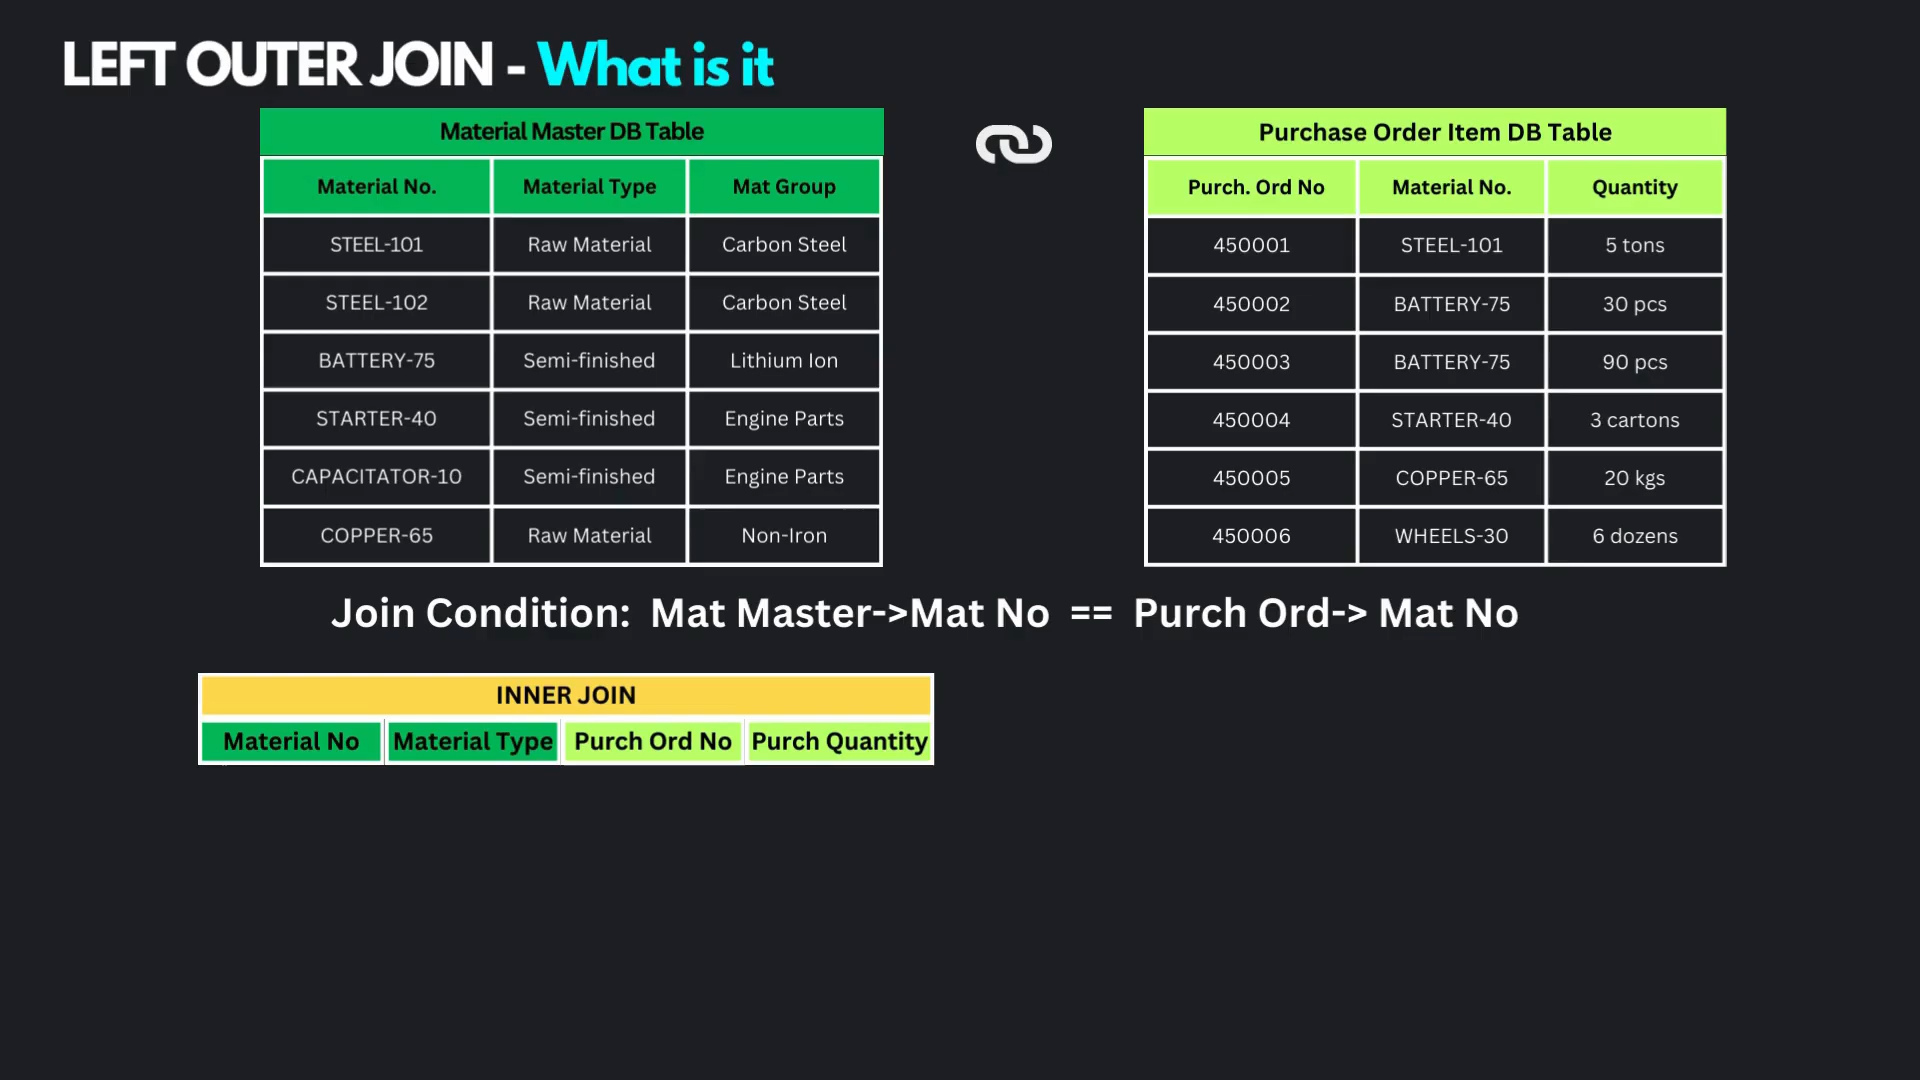 LEFT OUTER JOIN - What is it
Material Master DB Table
Material No. Material Type Mat Group
STEEL-101 Raw Material Carbon Steel
STEEL-102 Raw Material Carbon Steel
BATTERY-75 Semi-finished Lithium Ion
STARTER-40 Semi-finished Engine Parts
CAPACITATOR-10 Semi-finished Engine Parts
COPPER-65 Raw Material Non-Iron
Purchase Order Item DB Table
Purch. Ord No Material No. Quantity
450001 STEEL-101 5 tons
450002 BATTERY-75 30 pcs
450003 BATTERY-75 90 pcs
450004 STARTER-40 3 cartons
450005 COPPER-65 20 kgs
450006 WHEELS-30 6 dozens
Join Condition: Mat Master->Mat No == Purch Ord-> Mat No
INNER JOIN
Material No Material Type Purch Ord No Purch Quantity